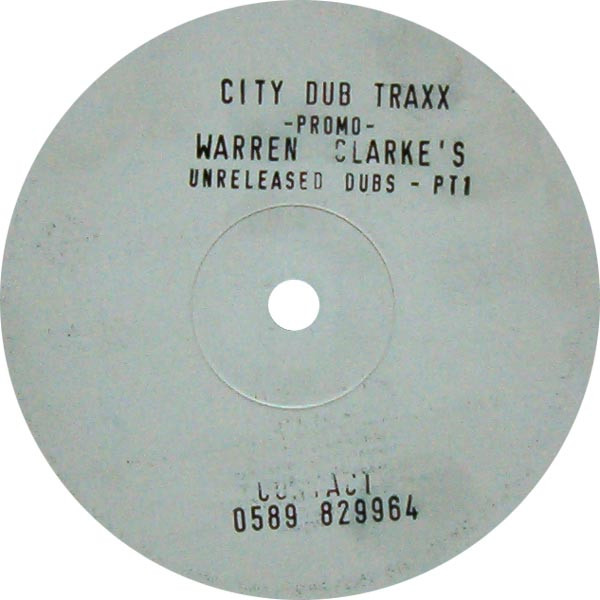 CITY DUB TRAXX
-PROMO-
WARREN CLARKE'S
UNRELEASED DUBS - PT1
CONTACT
0589 829964